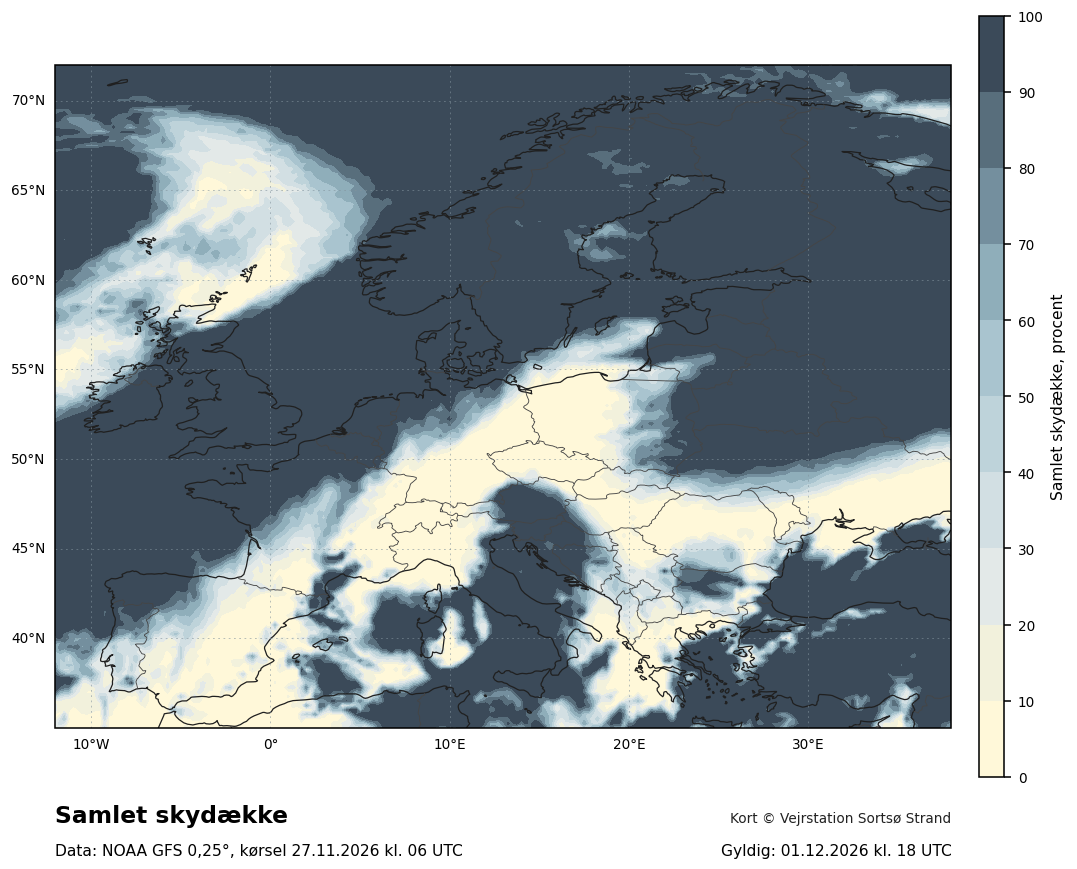 100
90
80
70
60
50
40
30
20
10
0
Samlet skydække, procent
70°N
65°N
60°N
55°N
50°N
45°N
40°N
10°W
0°
10°E
20°E
30°E
Samlet skydække
Kort © Vejrstation Sortsø Strand
Data: NOAA GFS 0,25°, kørsel 27.11.2026 kl. 06 UTC
Gyldig: 01.12.2026 kl. 18 UTC